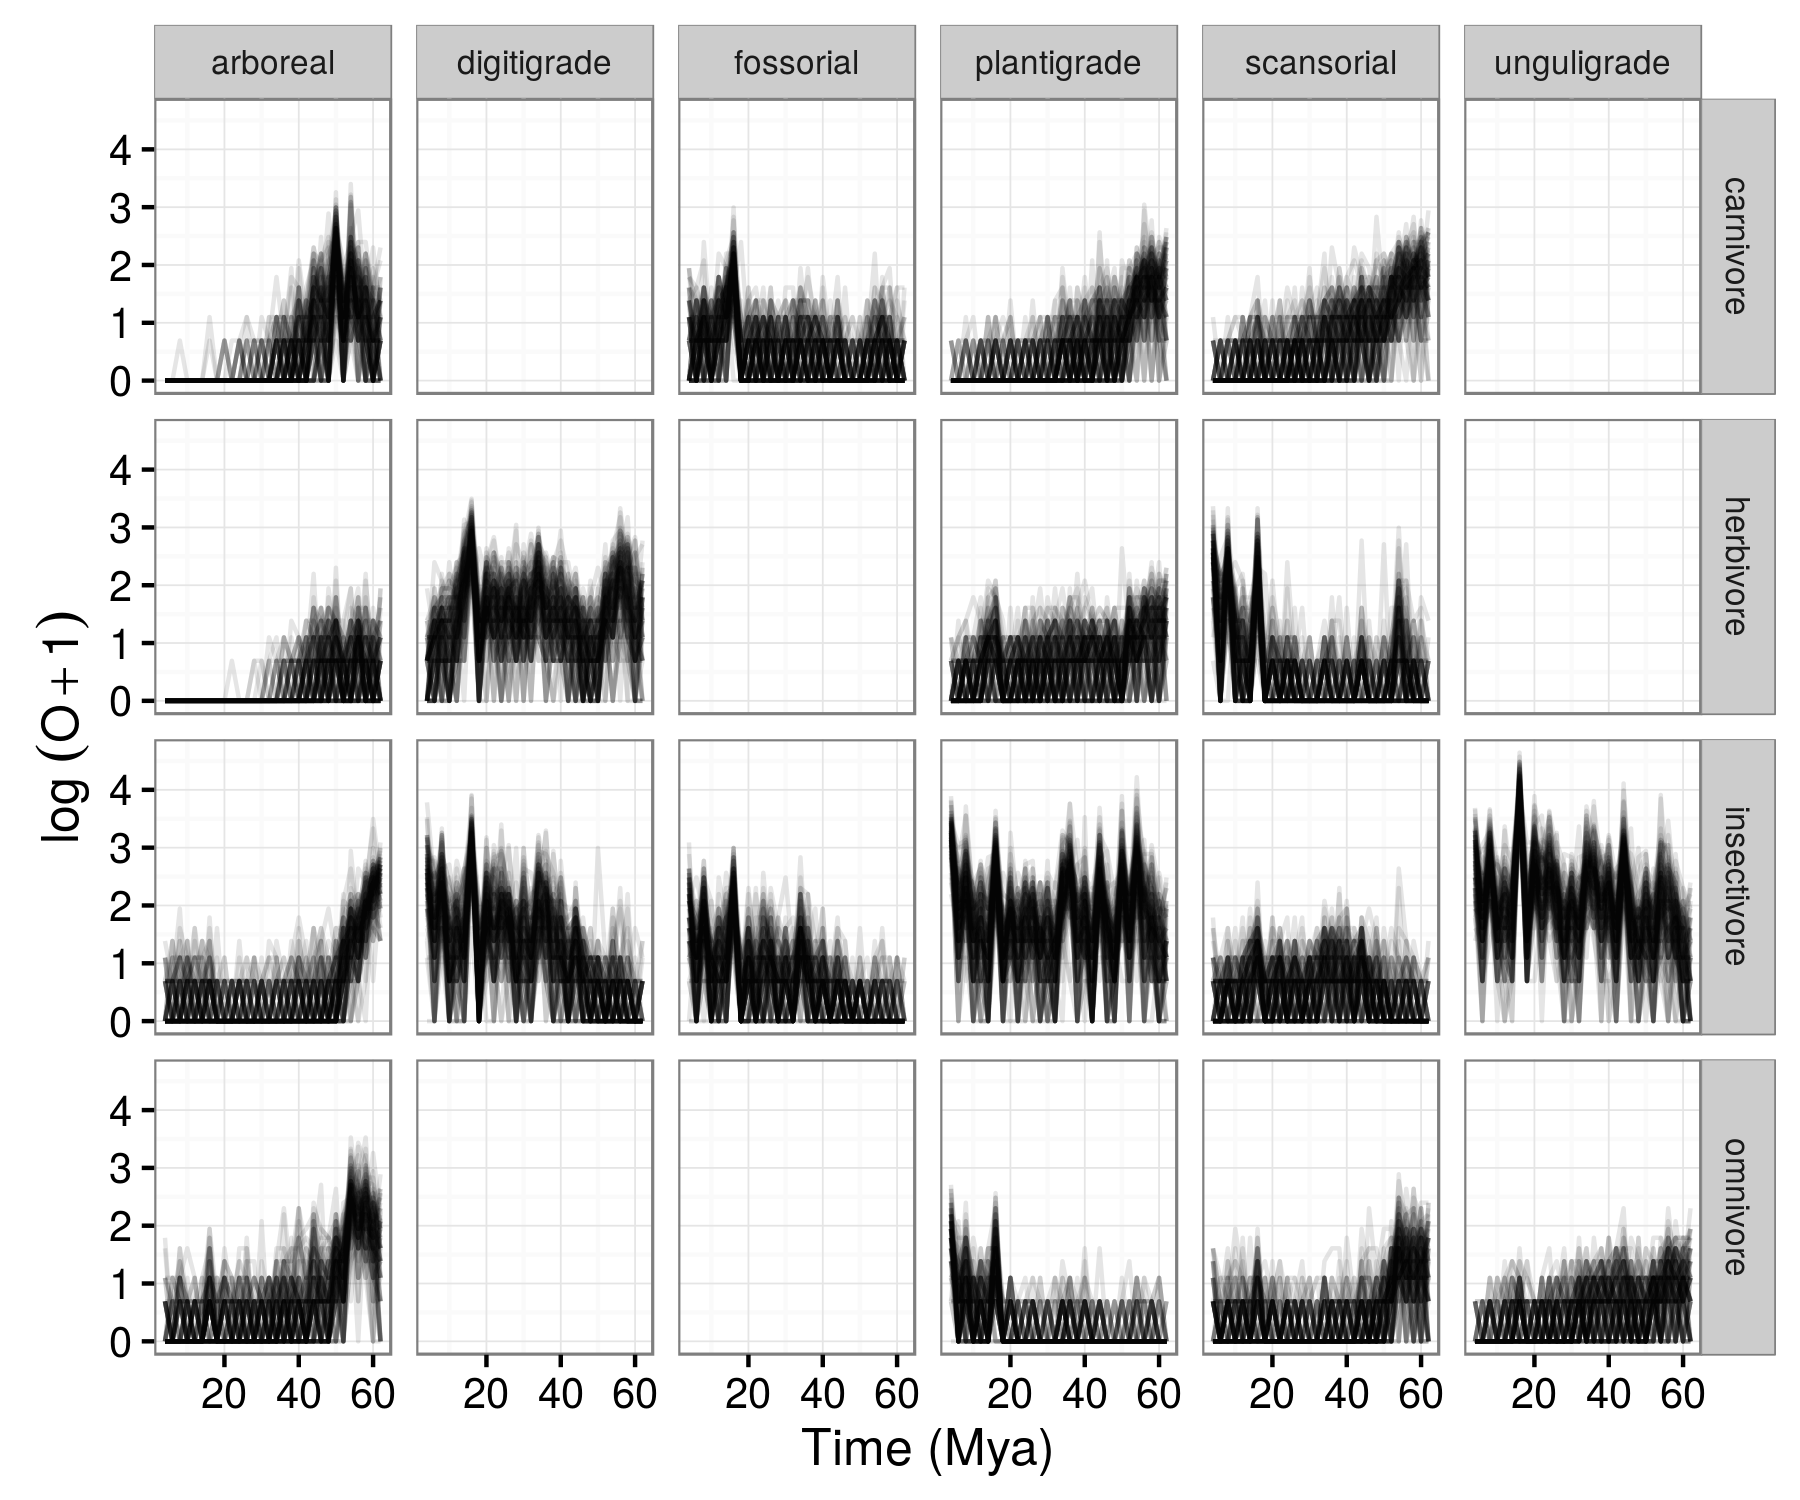 arboreal digitigrade fossorial plantigrade scansorial unguligrade
4
3
2
1
0
carnivore
4
3
2
1
0
herbivore
log (O + 1)
4
3
2
1
0
insectivore
4
3
2
1
0
omnivore
20 40 60 20 40 60 20 40 60 20 40 60 20 40 60 20 40 60
Time (Mya)